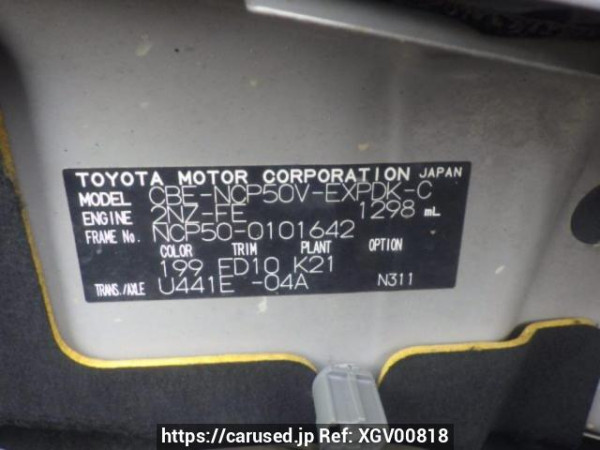 TOYOTA MOTOR CORPORATION JAPAN
MODEL CBE-NCP50V-EXPDK-C
ENGINE 2NZ-FE 1298 mL
FRAME No. NCP50-0101642
COLOR TRIM PLANT OPTION
199 ED10 K21
TRANS./AXLE U441E -04A N311
https://carused.jp Ref: XGV00818